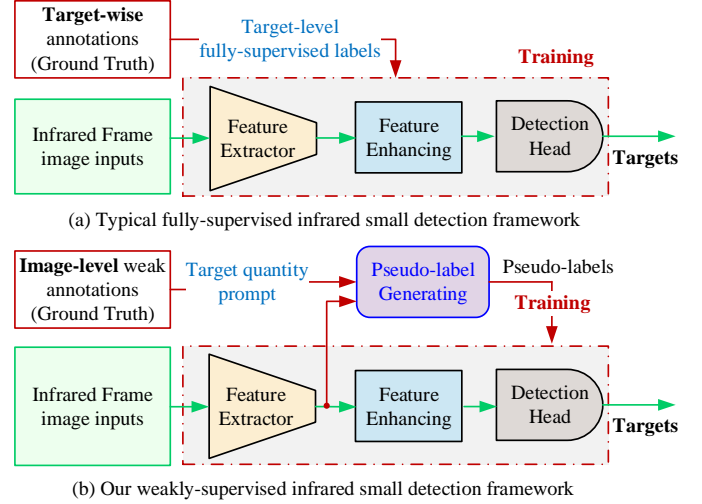 Target-wise
annotations
(Ground Truth)
Target-level
fully-supervised labels
Training
Infrared Frame
image inputs
Feature
Extractor
Feature
Enhancing
Detection
Head
Targets
(a) Typical fully-supervised infrared small detection framework
Image-level weak
annotations
(Ground Truth)
Target quantity
prompt
Pseudo-label
Generating
Pseudo-labels
Training
Infrared Frame
image inputs
Feature
Extractor
Feature
Enhancing
Detection
Head
Targets
(b) Our weakly-supervised infrared small detection framework